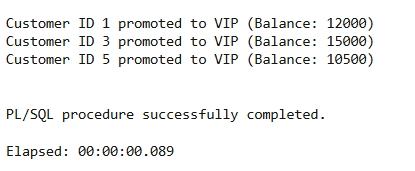 Customer ID 1 promoted to VIP (Balance: 12000)
Customer ID 3 promoted to VIP (Balance: 15000)
Customer ID 5 promoted to VIP (Balance: 10500)
PL/SQL procedure successfully completed.
Elapsed: 00:00:00.089